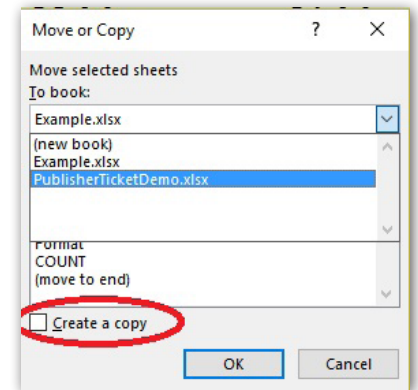 Move or Copy ? ×
Move selected sheets
To book:
Example.xlsx
(new book)
Example.xlsx
PublisherTicketDemo.xlsx
Format
COUNT
(move to end)
Create a copy
OK Cancel